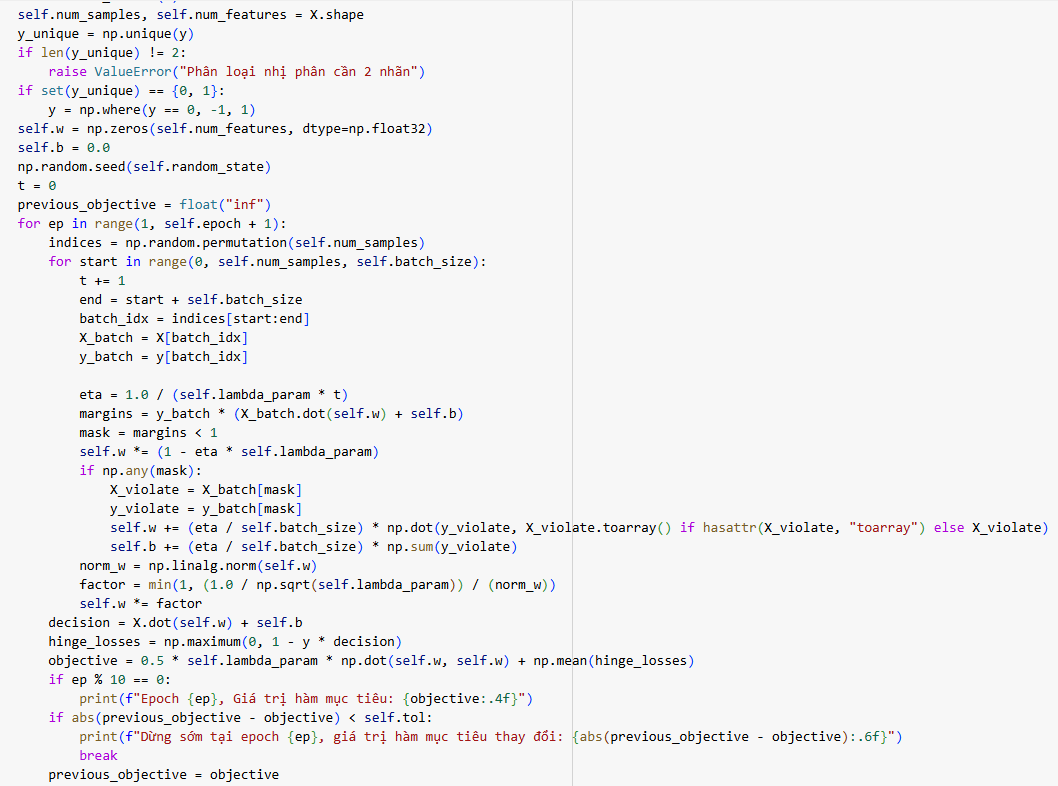 self.num_samples, self.num_features = X.shape
y_unique = np.unique(y)
if len(y_unique) != 2:
    raise ValueError("Phân loại nhị phân cần 2 nhãn")
if set(y_unique) == {0, 1}:
    y = np.where(y == 0, -1, 1)
self.w = np.zeros(self.num_features, dtype=np.float32)
self.b = 0.0
np.random.seed(self.random_state)
t = 0
previous_objective = float("inf")
for ep in range(1, self.epoch + 1):
    indices = np.random.permutation(self.num_samples)
    for start in range(0, self.num_samples, self.batch_size):
        t += 1
        end = start + self.batch_size
        batch_idx = indices[start:end]
        X_batch = X[batch_idx]
        y_batch = y[batch_idx]

        eta = 1.0 / (self.lambda_param * t)
        margins = y_batch * (X_batch.dot(self.w) + self.b)
        mask = margins < 1
        self.w *= (1 - eta * self.lambda_param)
        if np.any(mask):
            X_violate = X_batch[mask]
            y_violate = y_batch[mask]
            self.w += (eta / self.batch_size) * np.dot(y_violate, X_violate.toarray() if hasattr(X_violate, "toarray") else X_violate)
            self.b += (eta / self.batch_size) * np.sum(y_violate)
        norm_w = np.linalg.norm(self.w)
        factor = min(1, (1.0 / np.sqrt(self.lambda_param)) / (norm_w))
        self.w *= factor
    decision = X.dot(self.w) + self.b
    hinge_losses = np.maximum(0, 1 - y * decision)
    objective = 0.5 * self.lambda_param * np.dot(self.w, self.w) + np.mean(hinge_losses)
    if ep % 10 == 0:
        print(f"Epoch {ep}, Giá trị hàm mục tiêu: {objective:.4f}")
    if abs(previous_objective - objective) < self.tol:
        print(f"Dừng sớm tại epoch {ep}, giá trị hàm mục tiêu thay đổi: {abs(previous_objective - objective):.6f}")
        break
    previous_objective = objective